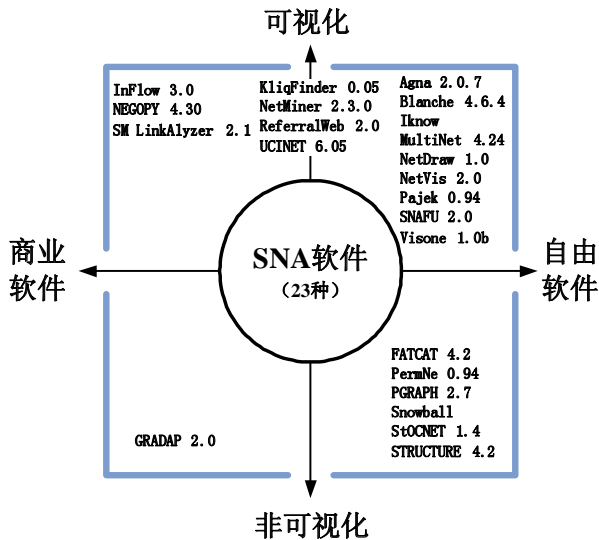 可视化
InFlow 3.0
NEGOPY 4.30
SM LinkAlyzer 2.1
KliqFinder 0.05
NetMiner 2.3.0
ReferralWeb 2.0
UCINET 6.05
Agna 2.0.7
Blanche 4.6.4
Iknow
MultiNet 4.24
NetDraw 1.0
NetVis 2.0
Pajek 0.94
SNAFU 2.0
Visone 1.0b
商业
软件
SNA软件
（23种）
自由
软件
GRADAP 2.0
FATCAT 4.2
PermNe 0.94
PGRAPH 2.7
Snowball
StOCNET 1.4
STRUCTURE 4.2
非可视化